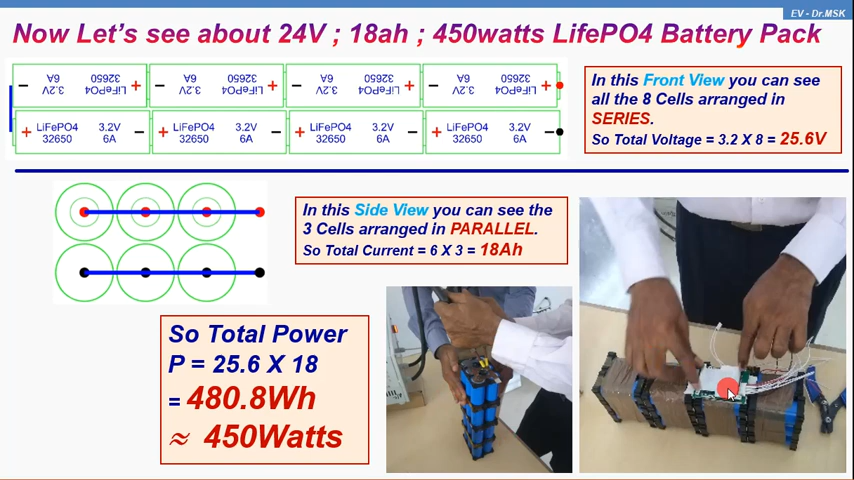 EV - Dr.MSK
Now Let's see about 24V ; 18ah ; 450watts LifePO4 Battery Pack
− 3.2V 6A LiFePO4 32650 + − 3.2V 6A LiFePO4 32650 + − 3.2V 6A LiFePO4 32650 + − 3.2V 6A LiFePO4 32650 +
+ LiFePO4 3.2V − + LiFePO4 3.2V − + LiFePO4 3.2V − + LiFePO4 3.2V −
32650 6A 32650 6A 32650 6A 32650 6A
In this Front View you can see
all the 8 Cells arranged in
SERIES.
So Total Voltage = 3.2 X 8 = 25.6V
In this Side View you can see the
3 Cells arranged in PARALLEL.
So Total Current = 6 X 3 = 18Ah
So Total Power
P = 25.6 X 18
= 480.8Wh
≈ 450Watts